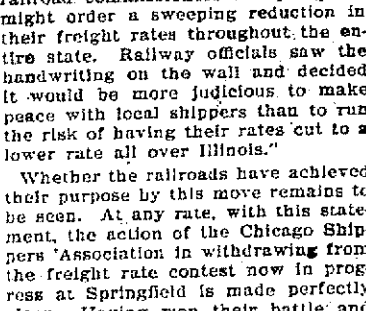 might order a sweeping reduction in
their freight rates throughout the en-
tire state. Railway officials saw the
handwriting on the wall and decided
it would be more judicious to make
peace with local shippers than to run
the risk of having their rates cut to a
lower rate all over Illinois."
Whether the railroads have achieved
their purpose by this move remains to
be seen. At any rate, with this state-
ment, the action of the Chicago Ship-
pers Association in withdrawing from
the freight rate contest now in prog-
ress at Springfield is made perfectly
Having won their battle and